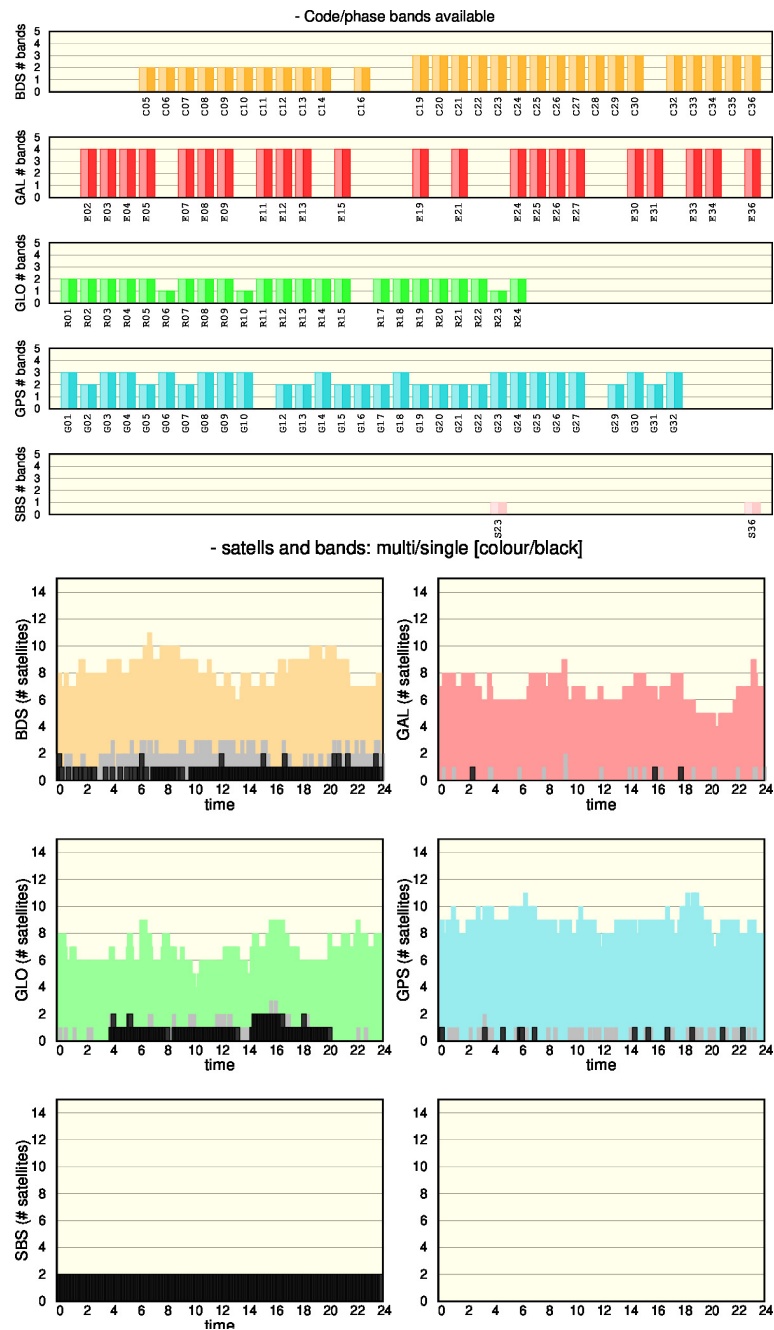 - Code/phase bands available
BDS # bands
5
4
3
2
1
0
C05 C06 C07 C08 C09 C10 C11 C12 C13 C14 C16 C19 C20 C21 C22 C23 C24 C25 C26 C27 C28 C29 C30 C32 C33 C34 C35 C36
GAL # bands
5
4
3
2
1
0
E02 E03 E04 E05 E07 E08 E09 E11 E12 E13 E15 E19 E21 E24 E25 E26 E27 E30 E31 E33 E34 E36
GLO # bands
5
4
3
2
1
0
R01 R02 R03 R04 R05 R06 R07 R08 R09 R10 R11 R12 R13 R14 R15 R17 R18 R19 R20 R21 R22 R23 R24
GPS # bands
5
4
3
2
1
0
G01 G02 G03 G04 G05 G06 G07 G08 G09 G10 G12 G13 G14 G15 G16 G17 G18 G19 G20 G21 G22 G23 G24 G25 G26 G27 G29 G30 G31 G32
SBS # bands
5
4
3
2
1
0
S23 S36
- satells and bands: multi/single [colour/black]
BDS (# satellites)
14
12
10
8
6
4
2
0
0 2 4 6 8 10 12 14 16 18 20 22 24
time
GAL (# satellites)
14
12
10
8
6
4
2
0
0 2 4 6 8 10 12 14 16 18 20 22 24
time
GLO (# satellites)
14
12
10
8
6
4
2
0
0 2 4 6 8 10 12 14 16 18 20 22 24
time
GPS (# satellites)
14
12
10
8
6
4
2
0
0 2 4 6 8 10 12 14 16 18 20 22 24
time
SBS (# satellites)
14
12
10
8
6
4
2
0
0 2 4 6 8 10 12 14 16 18 20 22 24
time
14
12
10
8
6
4
2
0
0 2 4 6 8 10 12 14 16 18 20 22 24